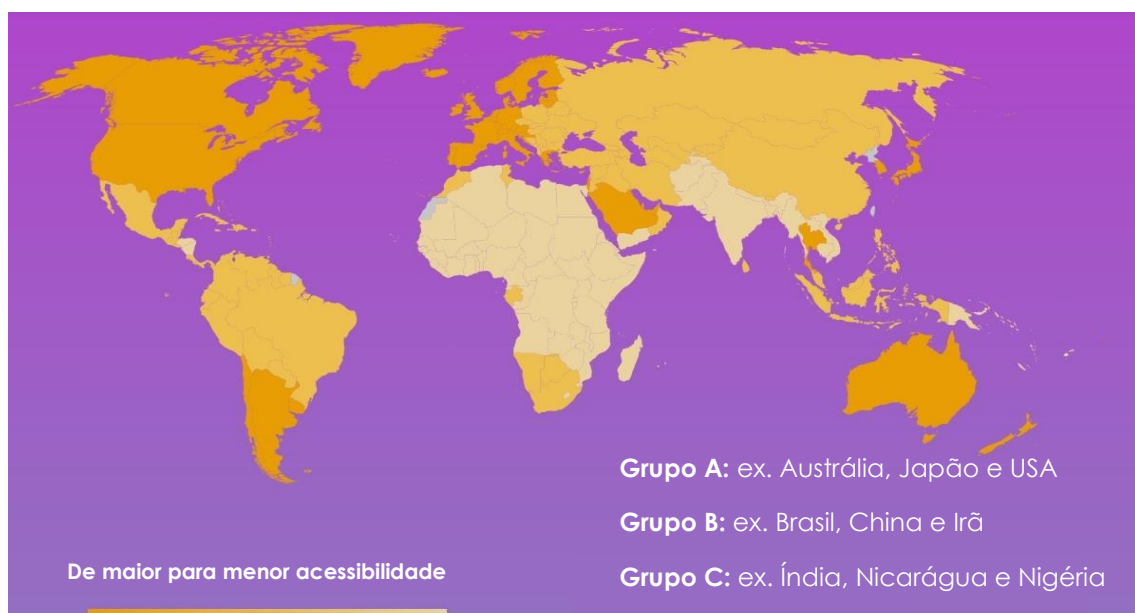 Grupo A: ex. Austrália, Japão e USA
Grupo B: ex. Brasil, China e Irã
Grupo C: ex. Índia, Nicarágua e Nigéria
De maior para menor acessibilidade